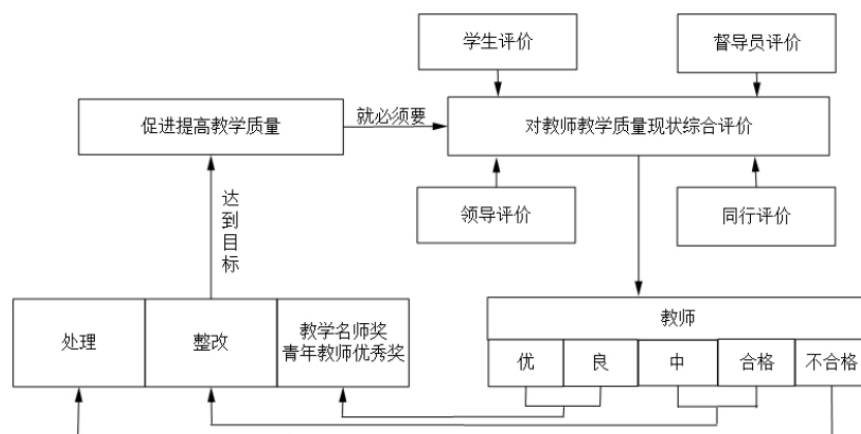 学生评价
督导员评价
促进提高教学质量
就必须要
对教师教学质量现状综合评价
领导评价
同行评价
达到目标
处理
整改
教学名师奖
青年教师优秀奖
教师
优
良
中
合格
不合格